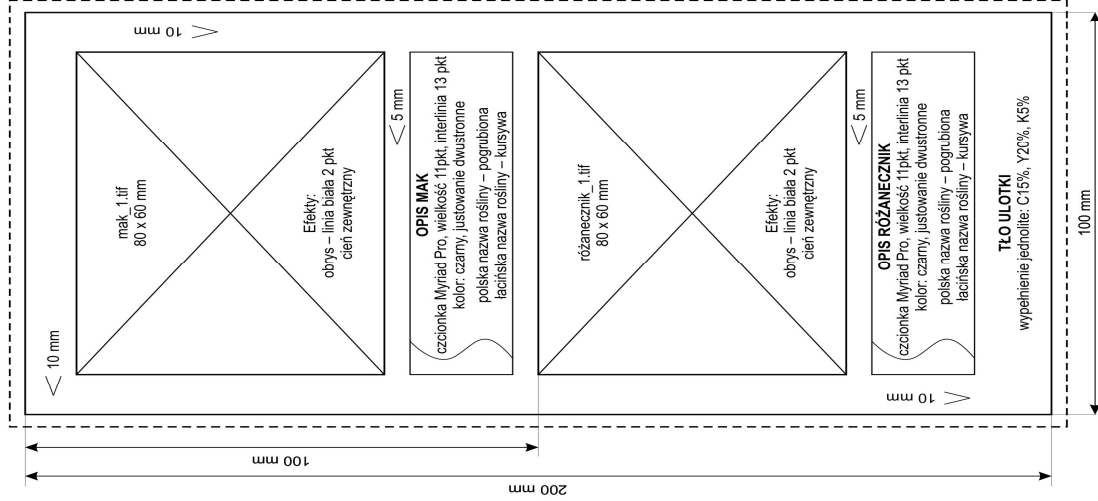 10 mm
10 mm
mak_1.tif
80 x 60 mm
Efekty:
obrys – linia biała 2 pkt
cień zewnętrzny
5 mm
OPIS MAK
czcionka Myriad Pro, wielkość 11pkt, interlinia 13 pkt
kolor: czarny, justowanie dwustronne
polska nazwa rośliny – pogrubiona
łacińska nazwa rośliny – kursywa
100 mm
200 mm
różanecznik_1.tif
80 x 60 mm
Efekty:
obrys – linia biała 2 pkt
cień zewnętrzny
5 mm
OPIS RÓŻANECZNIK
czcionka Myriad Pro, wielkość 11pkt, interlinia 13 pkt
kolor: czarny, justowanie dwustronne
polska nazwa rośliny – pogrubiona
łacińska nazwa rośliny – kursywa
10 mm
TŁO ULOTKI
wypełnienie jednolite: C15%, Y20%, K5%
100 mm